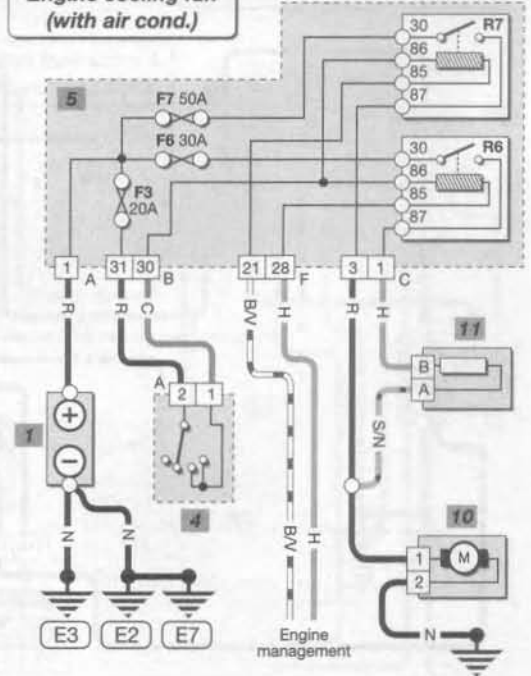 Engine cooling fan
(with air cond.)
5
F7 50A
F6 30A
F3
20A
30
86
85
87
R7
30
86
85
87
R6
1 A
31 30 B
21 28 F
3 1 C
R
R
C
B/V
H
R
H
1
A
2 1
4
11
B
A
S/N
N
N
B/V
H
10
1
2
M
N
E3
E2
E7
Engine
management